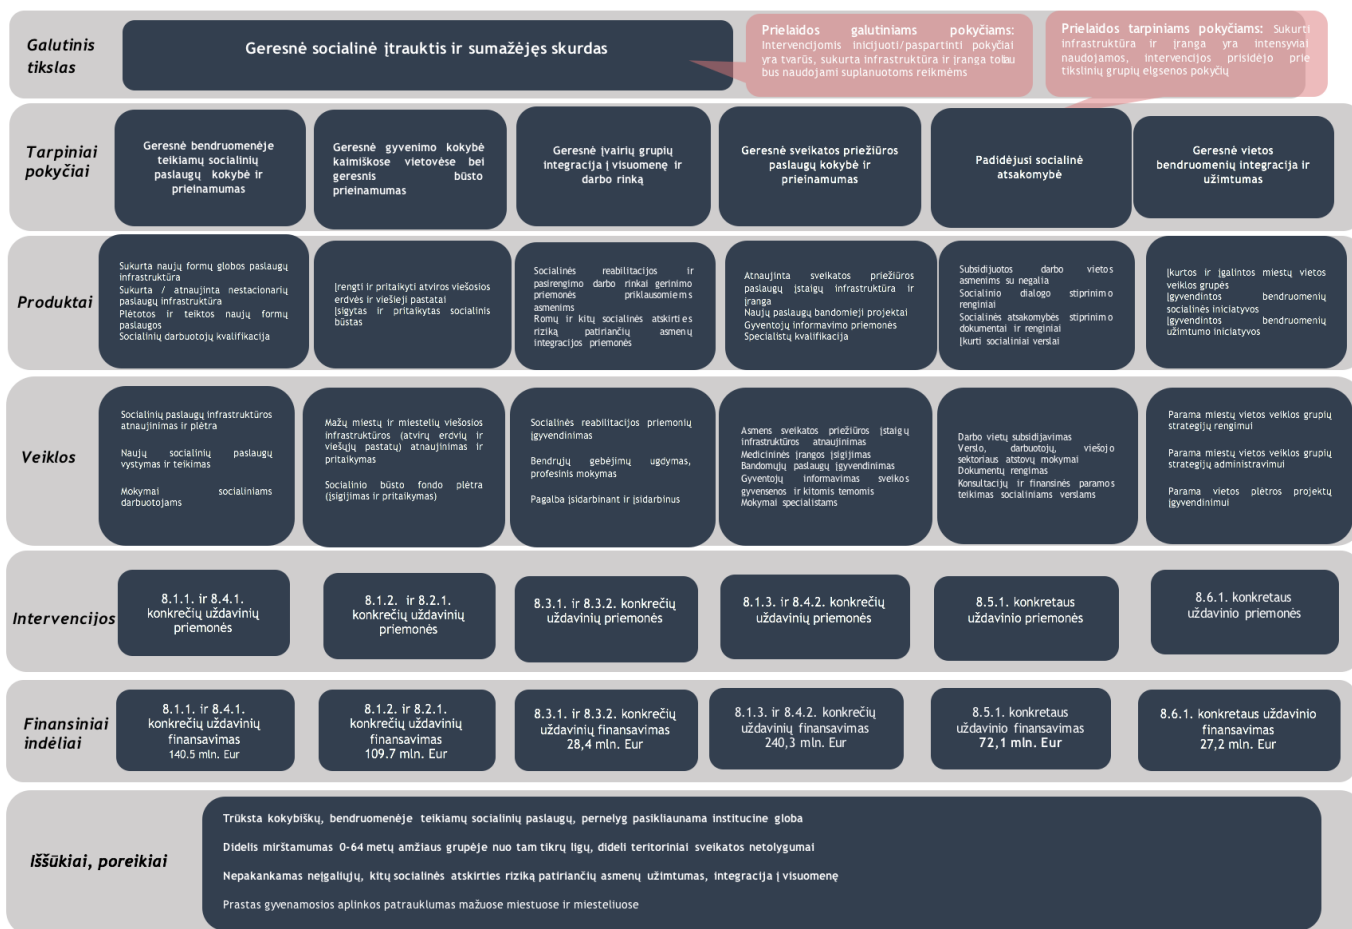 Galutinis
tikslas
Geresnė socialinė įtrauktis ir sumažėjęs skurdas
Prielaidos galutiniams pokyčiams:
Intervencijomis inicijuoti/paspartinti pokyčiai
yra tvarūs, sukurta infrastruktūra ir įranga toliau
bus naudojami suplanuotoms reikmėms
Prielaidos tarpiniams pokyčiams: Sukurti
infrastruktūra ir įranga yra intensyviai
naudojamos, intervencijos prisidėjo prie
tikslinių grupių elgsenos pokyčių
Tarpiniai
pokyčiai
Geresnė bendruomenėje
teikiamų socialinių
paslaugų kokybė ir
prieinamumas
Geresnė gyvenimo kokybė
kaimiškose vietovėse bei
geresnis būsto
prieinamumas
Geresnė įvairių grupių
integracija į visuomenę ir
darbo rinką
Geresnė sveikatos priežiūros
paslaugų kokybė ir
prieinamumas
Padidėjusi socialinė
atsakomybė
Geresnė vietos
bendruomenių integracija ir
užimtumas
Produktai
Sukurta naujų formų globos paslaugų
infrastruktūra
Sukurta / atnaujinta nestacionarių
paslaugų infrastruktūra
Plėtotos ir teiktos naujų formų
paslaugos
Socialinių darbuotojų kvalifikacija
Įrengti ir pritaikyti atviros viešosios
erdvės ir viešieji pastatai
Įsigytas ir pritaikytas socialinis
būstas
Socialinės reabilitacijos ir
pasirengimo darbo rinkai gerinimo
priemonės priklausomiems
asmenims
Romų ir kitų socialinės atskirties
riziką patiriančių asmenų
integracijos priemonės
Atnaujinta sveikatos priežiūros
paslaugų įstaigų infrastruktūra ir
įranga
Naujų paslaugų bandomieji projektai
Gyventojų informavimo priemonės
Specialistų kvalifikacija
Subsidijuotos darbo vietos
asmenims su negalia
Socialinio dialogo stiprinimo
renginiai
Socialinės atsakomybės stiprinimo
dokumentai ir renginiai
Įkurti socialiniai verslai
Įkurtos ir įgalintos miestų vietos
veiklos grupės
Įgyvendintos bendruomenių
socialinės iniciatyvos
Įgyvendintos bendruomenių
užimtumo iniciatyvos
Veiklos
Socialinių paslaugų infrastruktūros
atnaujinimas ir plėtra
Naujų socialinių paslaugų
vystymas ir teikimas
Mokymai socialiniams
darbuotojams
Mažų miestų ir miestelių viešosios
infrastruktūros (atvirų erdvių ir
viešųjų pastatų) atnaujinimas ir
pritaikymas
Socialinio būsto fondo plėtra
(įsigijimas ir pritaikymas)
Socialinės reabilitacijos priemonių
įgyvendinimas
Bendrųjų gebėjimų ugdymas,
profesinis mokymas
Pagalba įsidarbinant ir įsidarbinus
Asmens sveikatos priežiūros įstaigų
infrastruktūros atnaujinimas
Medicininės įrangos įsigijimas
Bandomųjų paslaugų įgyvendinimas
Gyventojų informavimas sveikos
gyvensenos ir kitomis temomis
Mokymai specialistams
Darbo vietų subsidijavimas
Verslo, darbuotojų, viešojo
sektoriaus atstovų mokymai
Dokumentų rengimas
Konsultacijų ir finansinės paramos
teikimas socialiniams verslams
Parama miestų vietos veiklos grupių
strategijų rengimui
Parama miestų vietos veiklos grupių
strategijų administravimui
Parama vietos plėtros projektų
įgyvendinimui
Intervencijos
8.1.1. ir 8.4.1.
konkrečių uždavinių
priemonės
8.1.2. ir 8.2.1.
konkrečių uždavinių
priemonės
8.3.1. ir 8.3.2. konkrečių
uždavinių priemonės
8.1.3. ir 8.4.2. konkrečių
uždavinių priemonės
8.5.1. konkretaus
uždavinio priemonės
8.6.1. konkretaus
uždavinio priemonės
Finansiniai
indėliai
8.1.1. ir 8.4.1.
konkrečių uždavinių
finansavimas
140.5 mln. Eur
8.1.2. ir 8.2.1.
konkrečių uždavinių
finansavimas
109.7 mln. Eur
8.3.1. ir 8.3.2. konkrečių
uždavinių finansavimas
28,4 mln. Eur
8.1.3. ir 8.4.2. konkrečių
uždavinių finansavimas
240,3 mln. Eur
8.5.1. konkretaus
uždavinio finansavimas
72,1 mln. Eur
8.6.1. konkretaus uždavinio
finansavimas
27,2 mln. Eur
Iššūkiai, poreikiai
Trūksta kokybiškų, bendruomenėje teikiamų socialinių paslaugų, pernelyg pasikliaunama institucine globa
Didelis mirštamumas 0-64 metų amžiaus grupėje nuo tam tikrų ligų, dideli teritoriniai sveikatos netolygumai
Nepakankamas neįgaliųjų, kitų socialinės atskirties riziką patiriančių asmenų užimtumas, integracija į visuomenę
Prastas gyvenamosios aplinkos patrauklumas mažuose miestuose ir miesteliuose